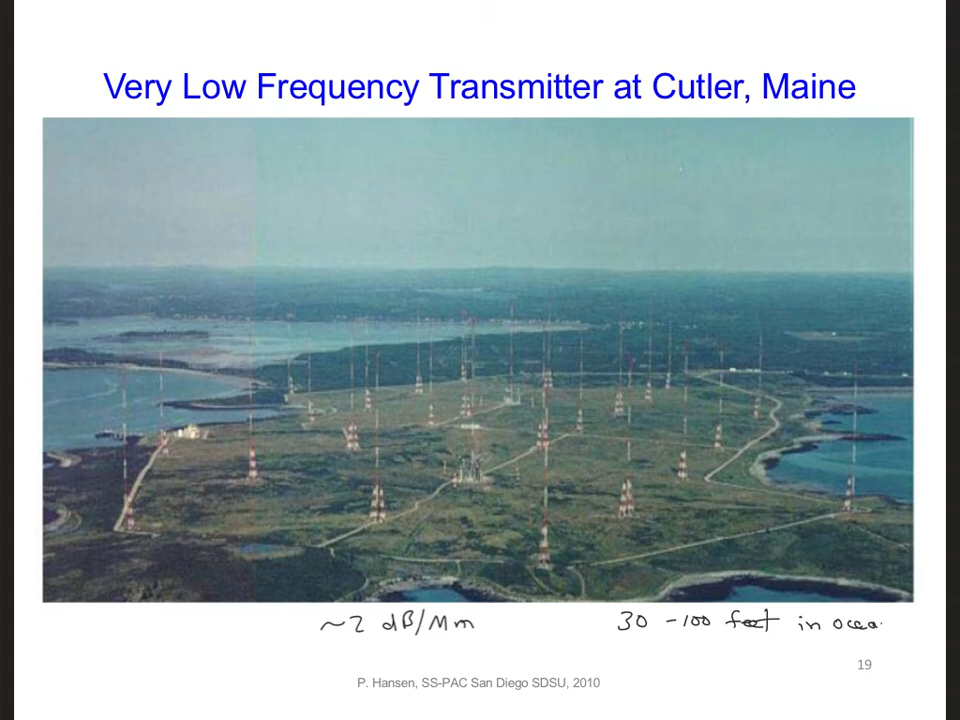 Very Low Frequency Transmitter at Cutler, Maine
~2 dB/Mm
30 - 100 feet in ocea.
19
P. Hansen, SS-PAC San Diego SDSU, 2010